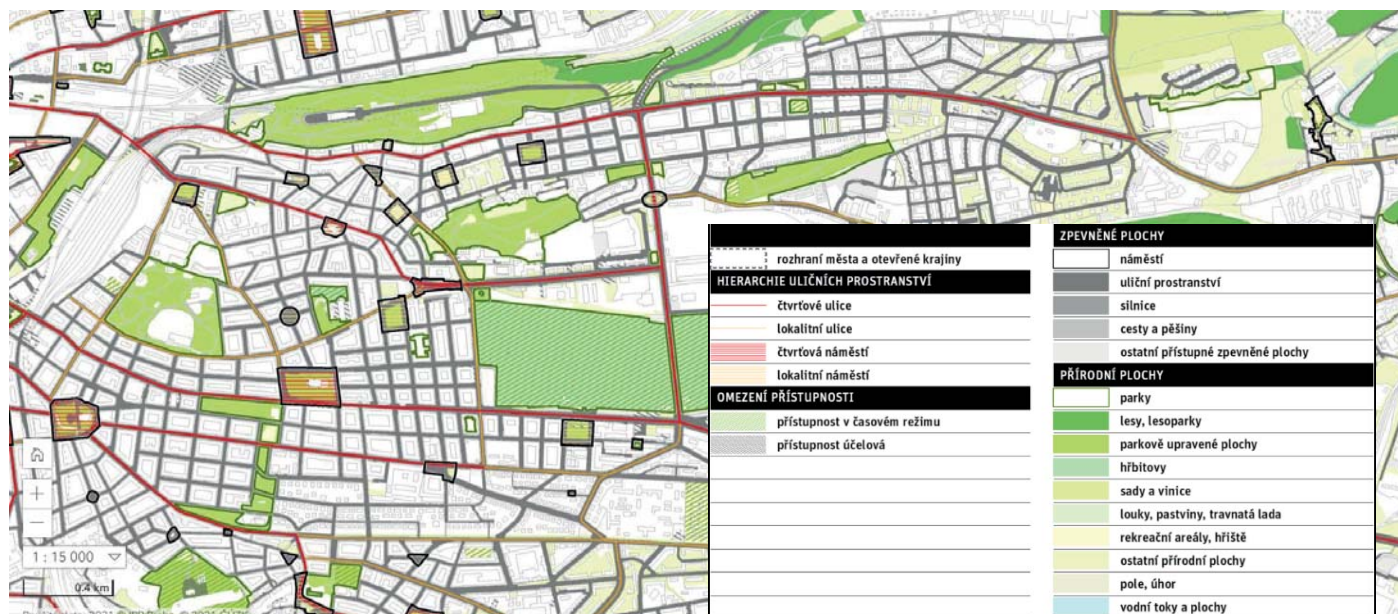 rozhraní města a otevřené krajiny
HIERARCHIE ULIČNÍCH PROSTRANSTVÍ
čtvrťové ulice
lokalitní ulice
čtvrťová náměstí
lokalitní náměstí
OMEZENÍ PŘÍSTUPNOSTI
přístupnost v časovém režimu
přístupnost účelová
ZPEVNĚNÉ PLOCHY
náměstí
uliční prostranství
silnice
cesty a pěšiny
ostatní přístupné zpevněné plochy
PŘÍRODNÍ PLOCHY
parky
lesy, lesoparky
parkově upravené plochy
hřbitovy
sady a vinice
louky, pastviny, travnatá lada
rekreační areály, hřiště
ostatní přírodní plochy
pole, úhor
vodní toky a plochy
1 : 15 000
0.4 km